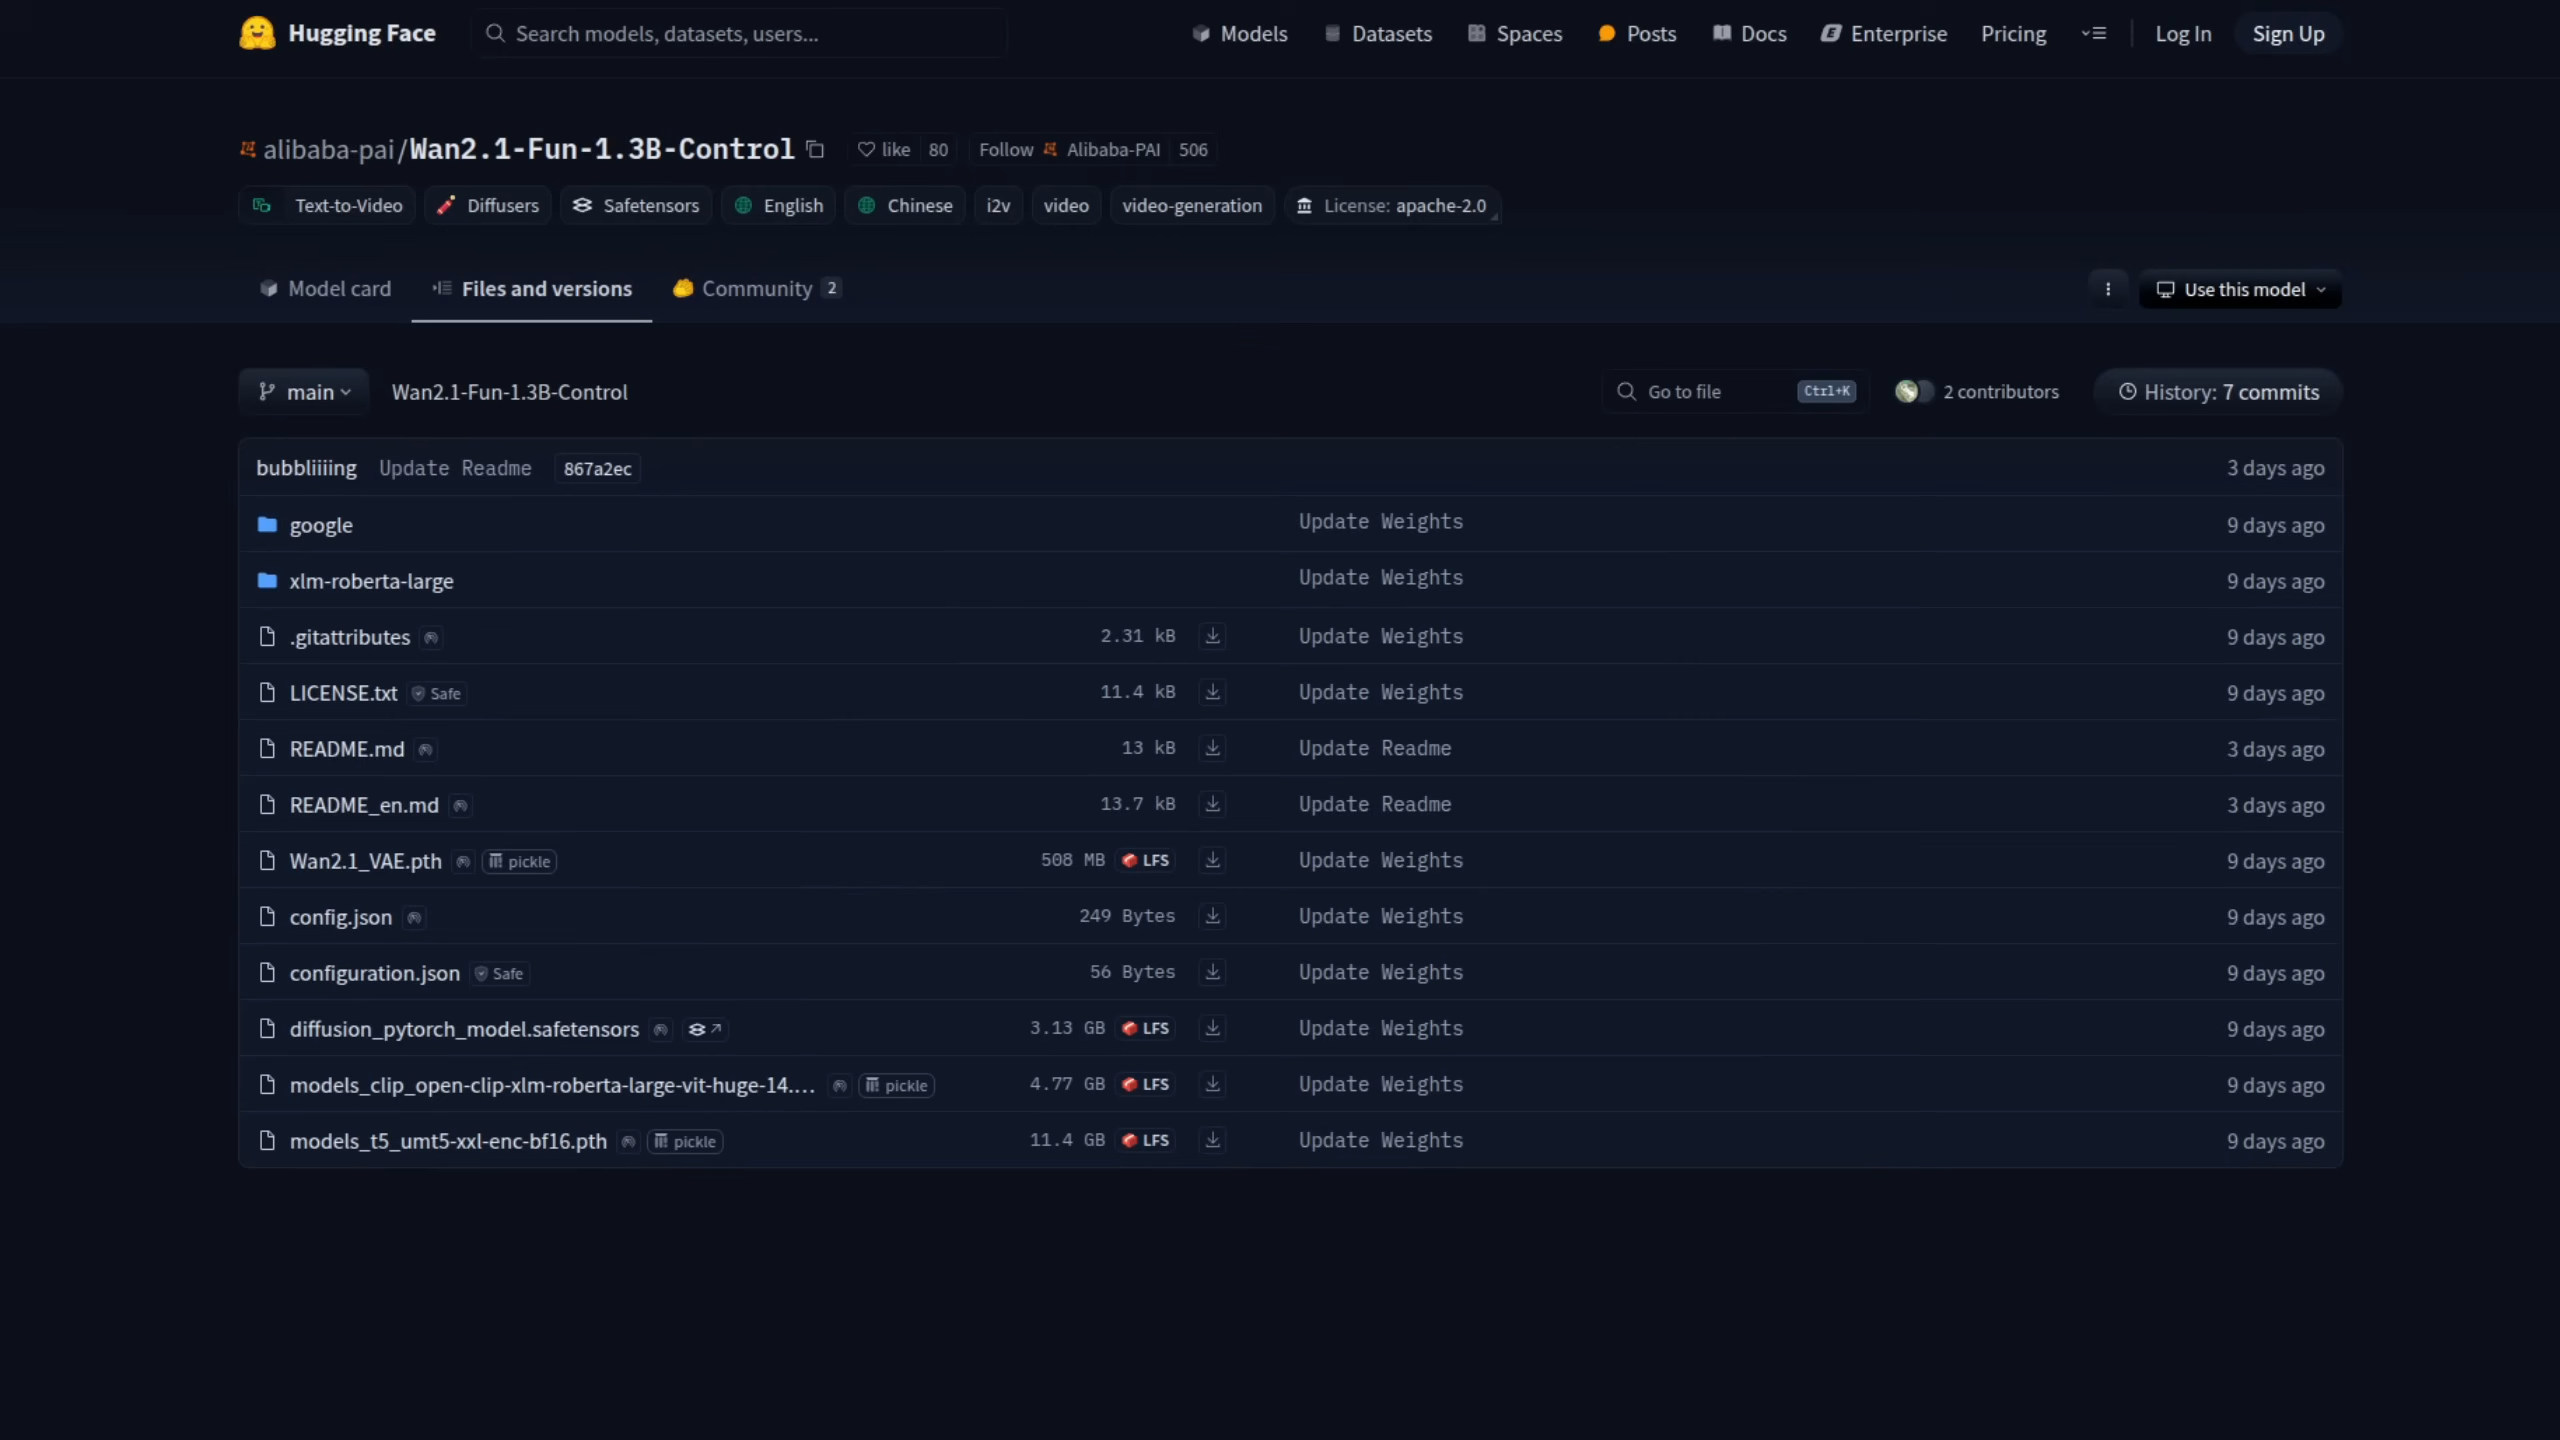 Hugging Face Search models, datasets, users... Models Datasets Spaces Posts Docs Enterprise Pricing Log In Sign Up
alibaba-pai/Wan2.1-Fun-1.3B-Control like 80 Follow Alibaba-PAI 506
Text-to-Video Diffusers Safetensors English Chinese i2v video video-generation License: apache-2.0
Model card Files and versions Community 2 Use this model
main Wan2.1-Fun-1.3B-Control Go to file Ctrl+K 2 contributors History: 7 commits
bubbliiiing Update Readme 867a2ec 3 days ago
google Update Weights 9 days ago
xlm-roberta-large Update Weights 9 days ago
.gitattributes 2.31 kB Update Weights 9 days ago
LICENSE.txt Safe 11.4 kB Update Weights 9 days ago
README.md 13 kB Update Readme 3 days ago
README_en.md 13.7 kB Update Readme 3 days ago
Wan2.1_VAE.pth pickle 508 MB LFS Update Weights 9 days ago
config.json 249 Bytes Update Weights 9 days ago
configuration.json Safe 56 Bytes Update Weights 9 days ago
diffusion_pytorch_model.safetensors 3.13 GB LFS Update Weights 9 days ago
models_clip_open-clip-xlm-roberta-large-vit-huge-14.... pickle 4.77 GB LFS Update Weights 9 days ago
models_t5_umt5-xxl-enc-bf16.pth pickle 11.4 GB LFS Update Weights 9 days ago